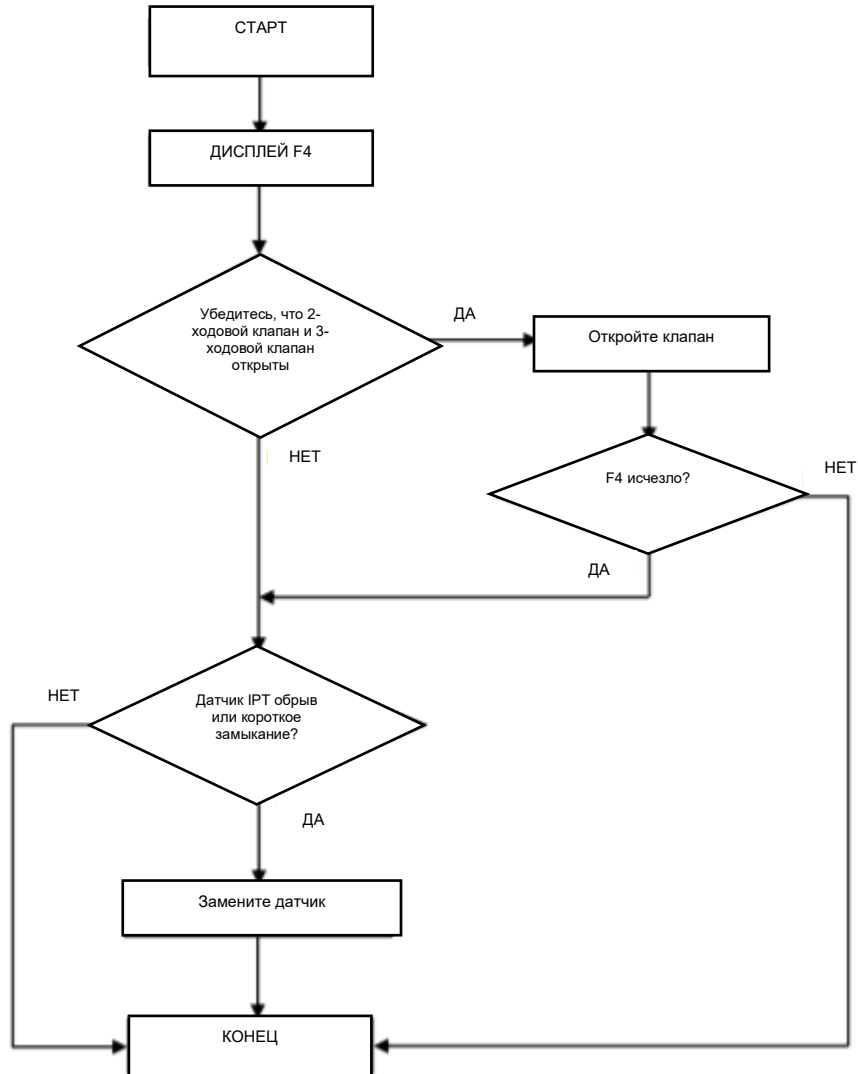 СТАРТ
ДИСПЛЕЙ F4
Убедитесь, что 2-
ходовой клапан и 3-
ходовой клапан
открыты
ДА
Откройте клапан
НЕТ
F4 исчезло?
НЕТ
ДА
НЕТ
Датчик IPT обрыв
или короткое
замыкание?
ДА
Замените датчик
КОНЕЦ